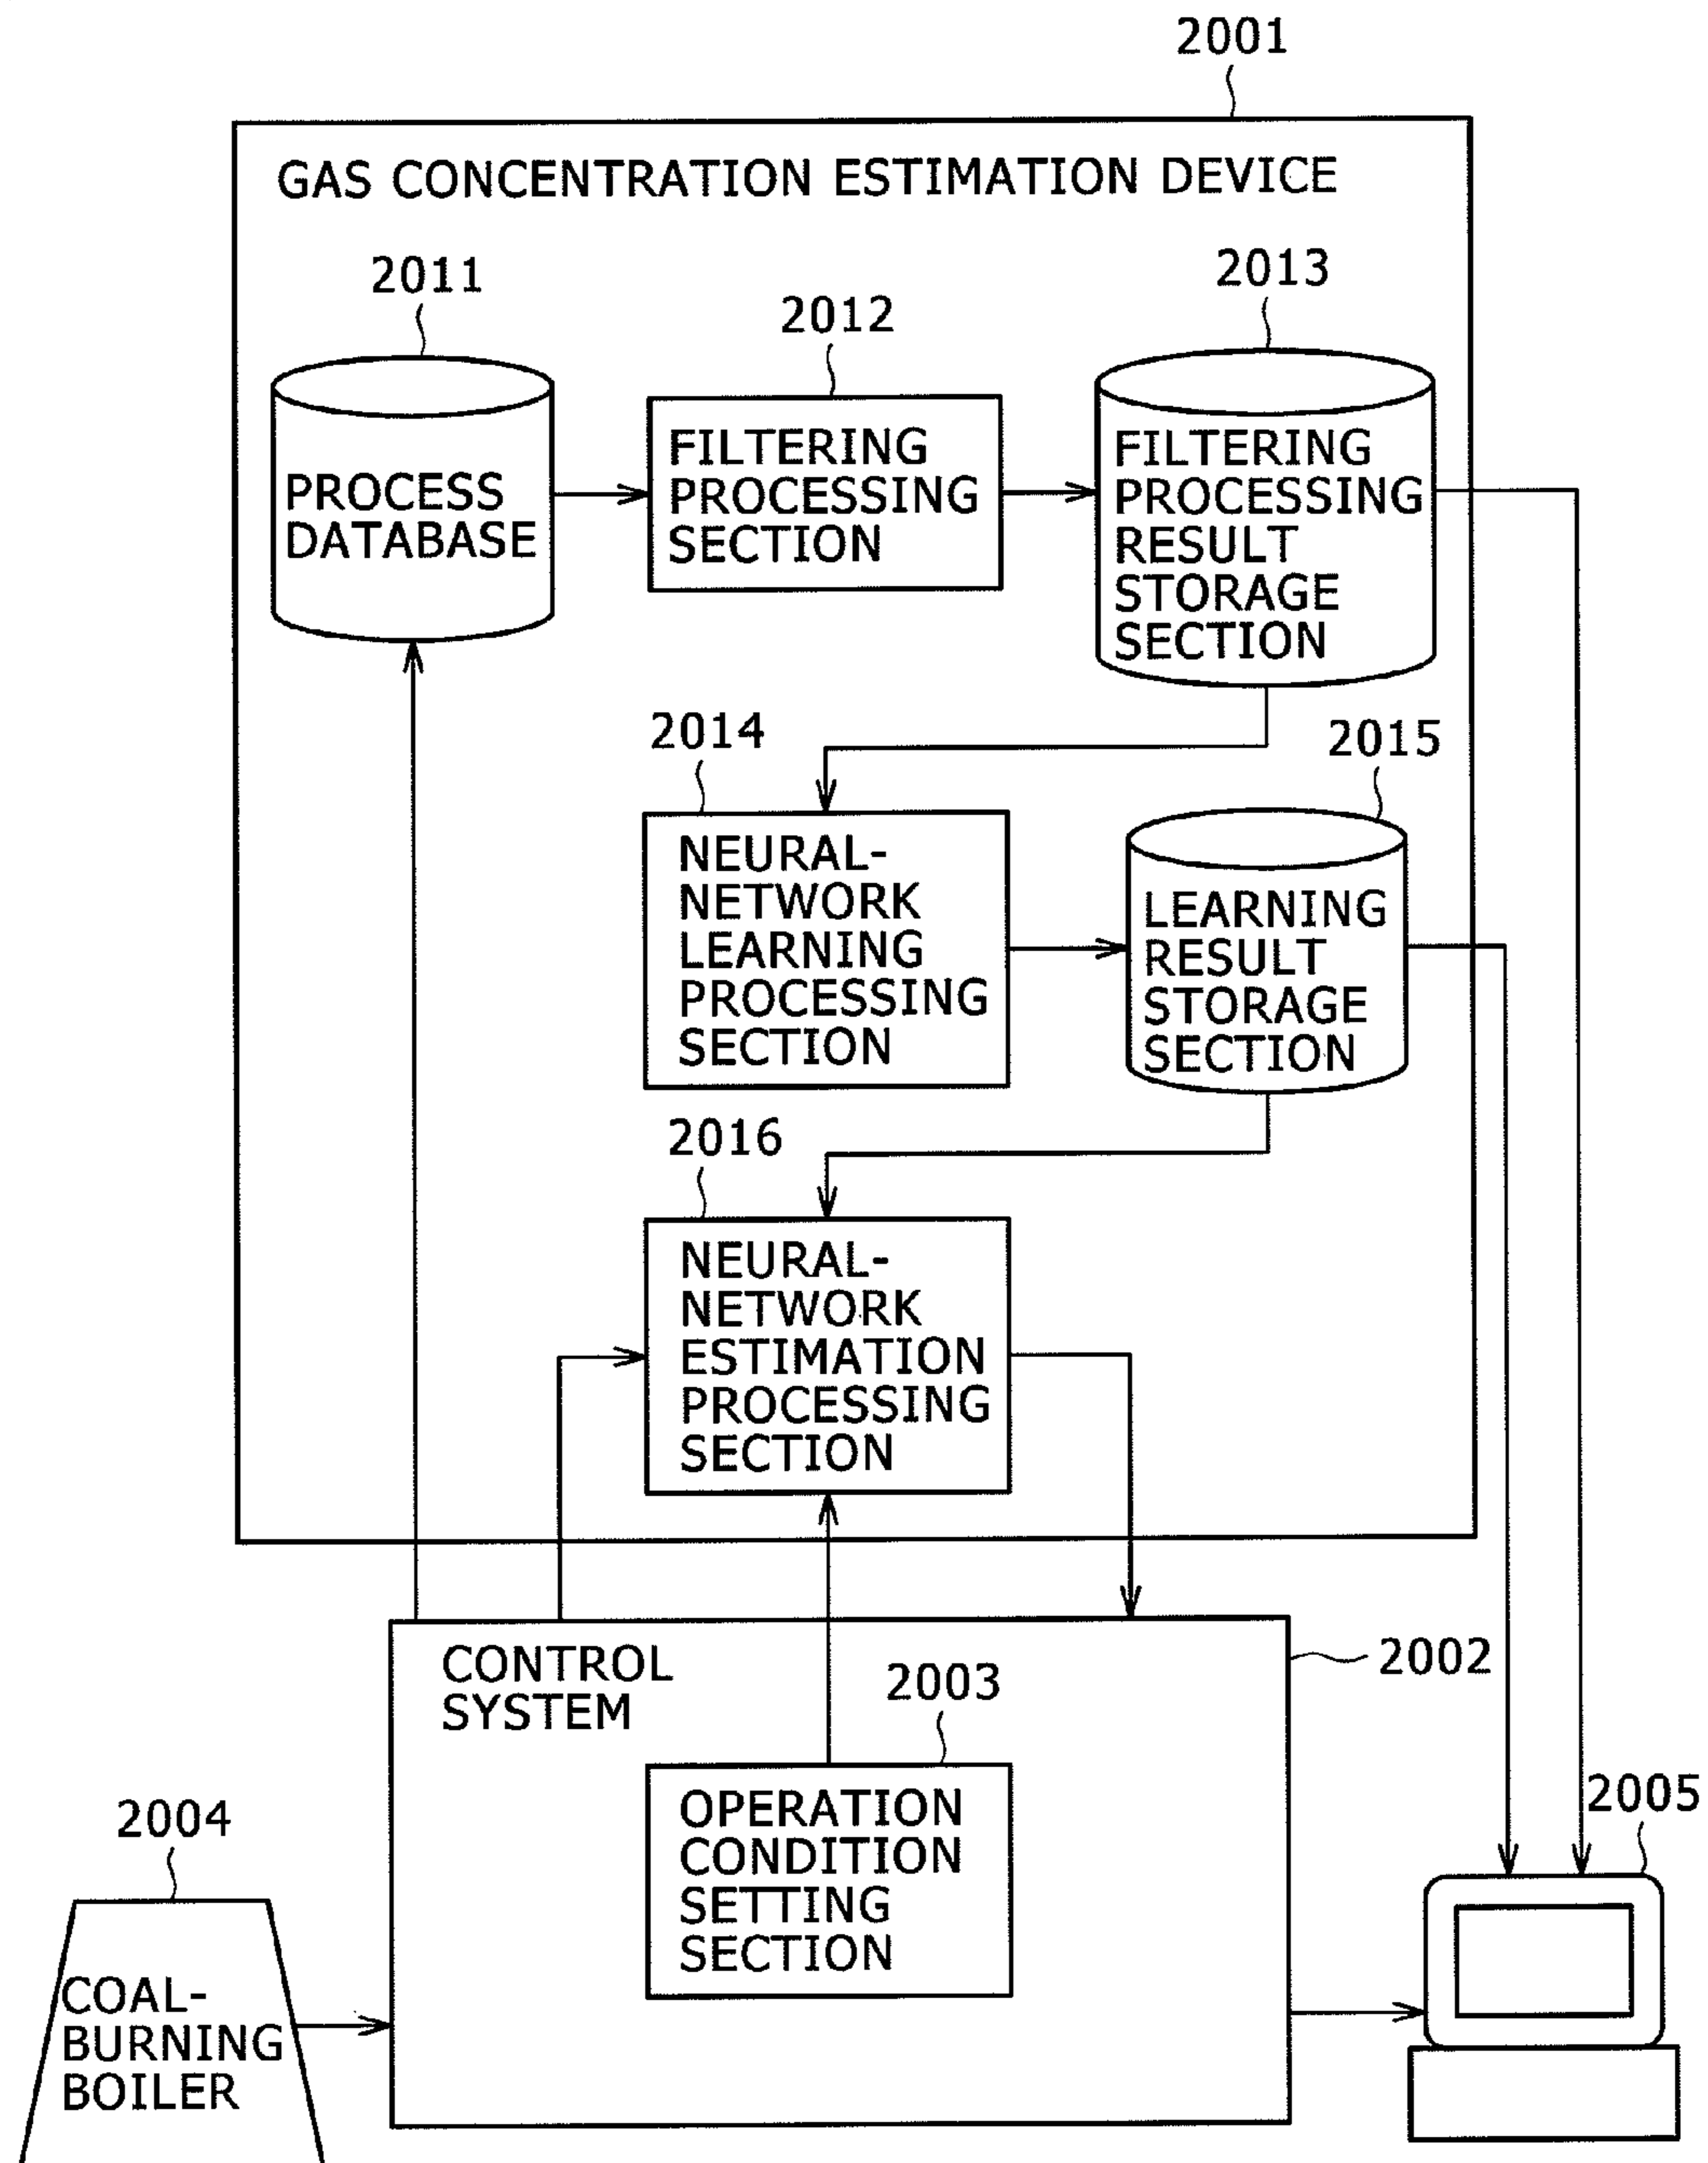 2001
GAS CONCENTRATION ESTIMATION DEVICE
2011
2012
2013
PROCESS
DATABASE
FILTERING
PROCESSING
SECTION
FILTERING
PROCESSING
RESULT
STORAGE
SECTION
2014
2015
NEURAL-
NETWORK
LEARNING
PROCESSING
SECTION
LEARNING
RESULT
STORAGE
SECTION
2016
NEURAL-
NETWORK
ESTIMATION
PROCESSING
SECTION
CONTROL
SYSTEM
2002
2003
OPERATION
CONDITION
SETTING
SECTION
2004
COAL-
BURNING
BOILER
2005